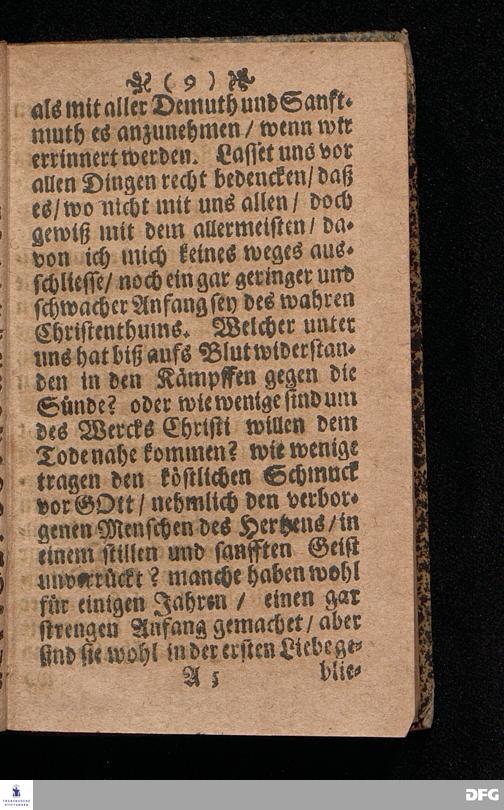 ( 9 )
als mit aller Demuth und Sanft-
muth es anzunehmen / wenn wir
errinnert werden. Lasset uns vor
allen Dingen recht bedencken / daß
es / wo nicht mit uns allen / doch
gewiß mit dem allermeisten / da-
von ich mich keines weges aus-
schliesse / noch ein gar geringer und
schwacher Anfang sey des wahren
Christenthums. Welcher unter
uns hat biß aufs Blut widerstan-
den in den Kämpffen gegen die
Sünde? oder wie wenige sind um
des Wercks Christi willen dem
Tode nahe kommen? wie wenige
tragen den köstlichen Schmuck
vor GOtt / nehmlich den verbor-
genen Menschen des Hertzens / in
einem stillen und sanfften Geist
unverrückt? manche haben wohl
für einigen Jahren / einen gar
strengen Anfang gemachet / aber
sind sie wohl in der ersten Liebe ge-
A 5 blie-
FRANCKESCHE
STIFTUNGEN
DFG